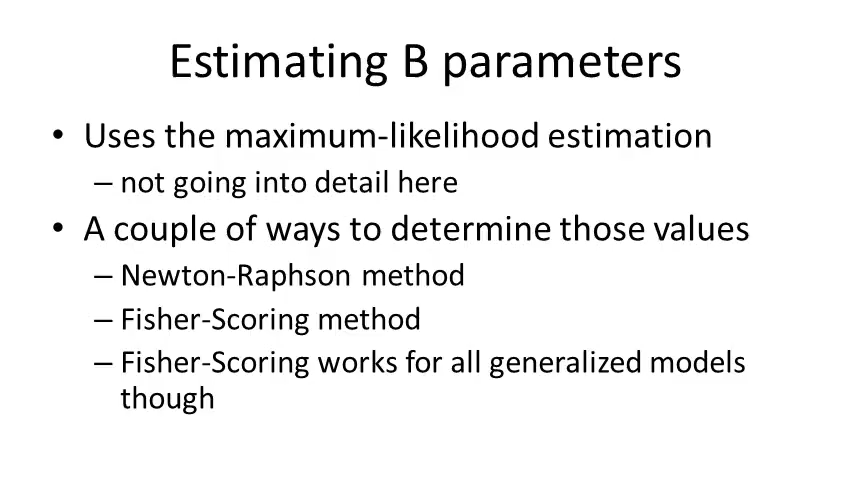 Estimating B parameters
• Uses the maximum-likelihood estimation
– not going into detail here
• A couple of ways to determine those values
– Newton-Raphson method
– Fisher-Scoring method
– Fisher-Scoring works for all generalized models
though